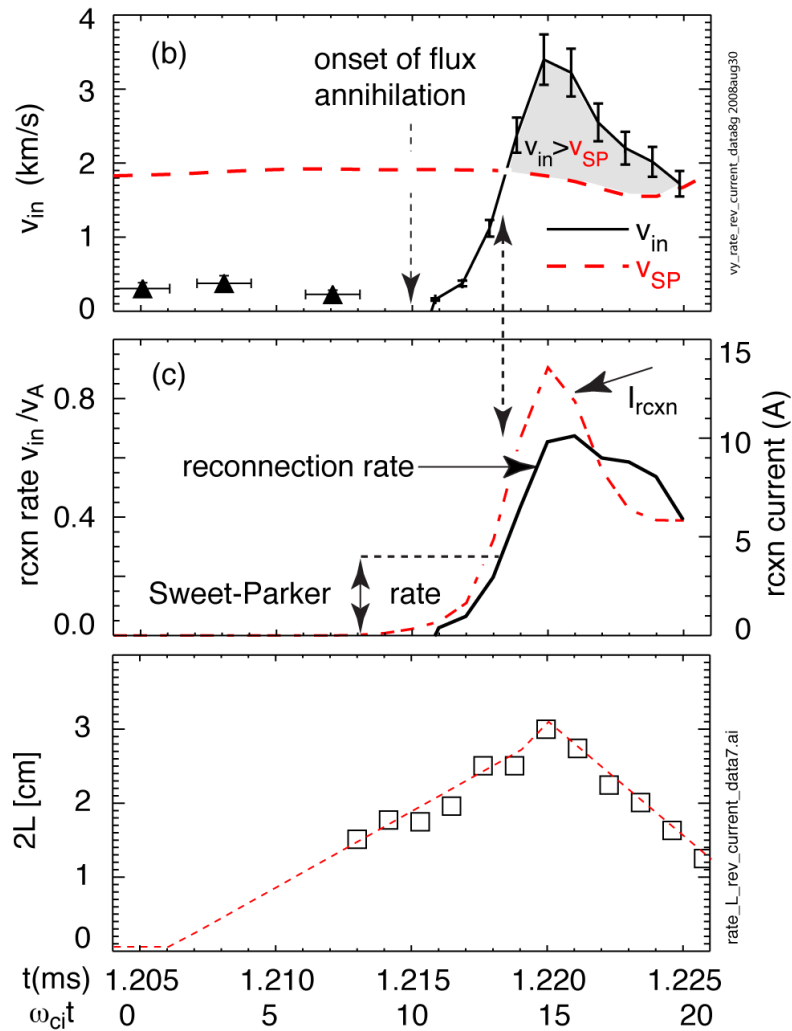 4
(b)
onset of flux
annihilation
3
v_in (km/s)
2
v_in>v_SP
1
v_in
v_SP
0
vy_rate_rev_current_data8g 2008aug30
(c)
15
0.8
I_rcxn
rcxn rate v_in/v_A
reconnection rate
10
rcxn current (A)
0.4
5
Sweet-Parker rate
0.0
0
3
2L [cm]
2
1
0
rate_L_rev_current_data7.ai
t(ms) 1.205 1.210 1.215 1.220 1.225
ω_ci t 0 5 10 15 20